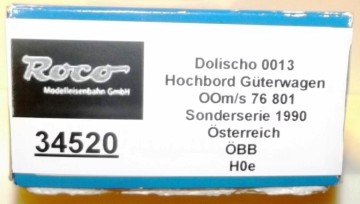 Roco
Modelleisenbahn GmbH
34520
Dolischo 0013
Hochbord Güterwagen
OOm/s 76 801
Sonderserie 1990
Österreich
ÖBB
H0e